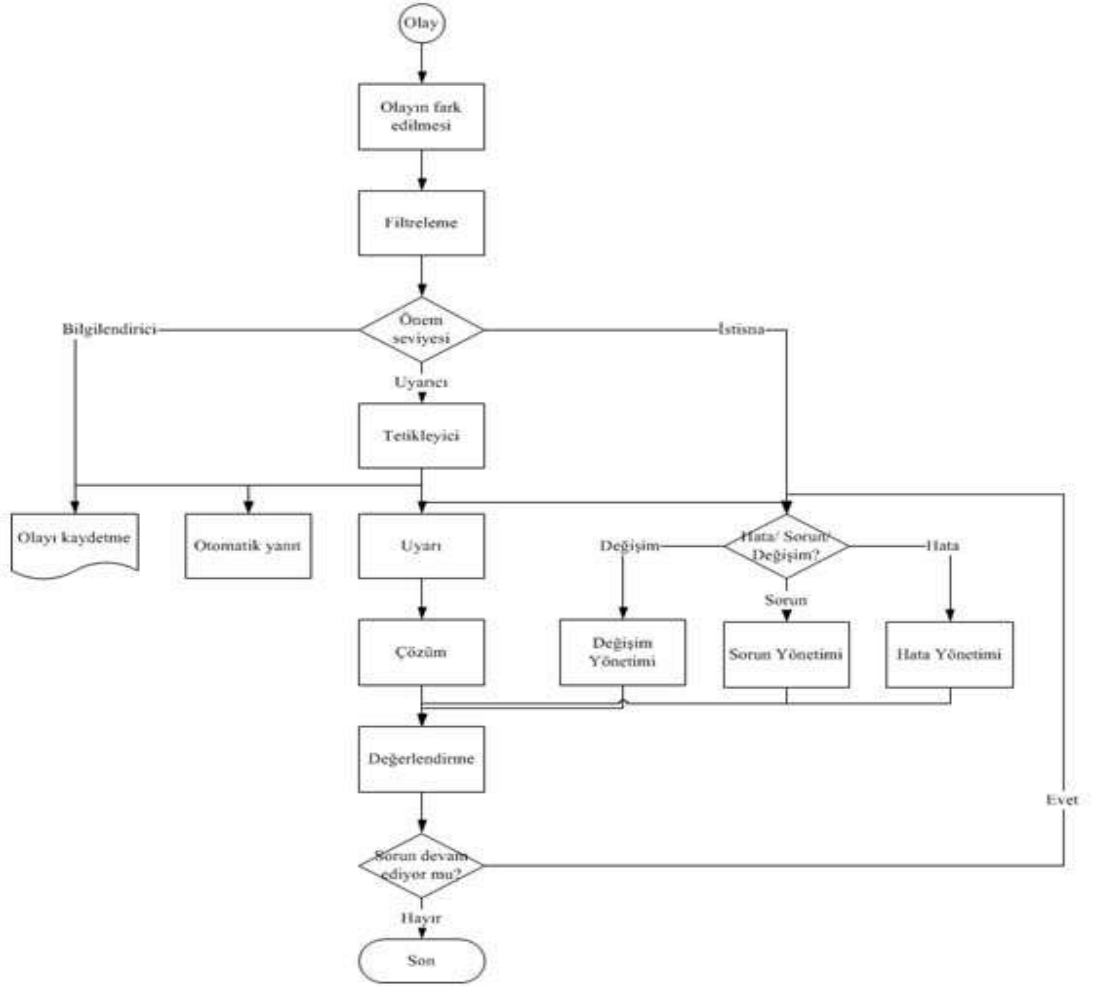 Olay
Olayın fark
edilmesi
Filtreleme
Önem
seviyesi
Bilgilendirici
İstisna
Uyarıcı
Tetikleyici
Olayı kaydetme
Otomatik yanıt
Uyarı
Hata/ Sorun/
Değişim?
Değişim
Hata
Sorun
Çözüm
Değişim
Yönetimi
Sorun Yönetimi
Hata Yönetimi
Değerlendirme
Evet
Sorun devam
ediyor mu?
Hayır
Son